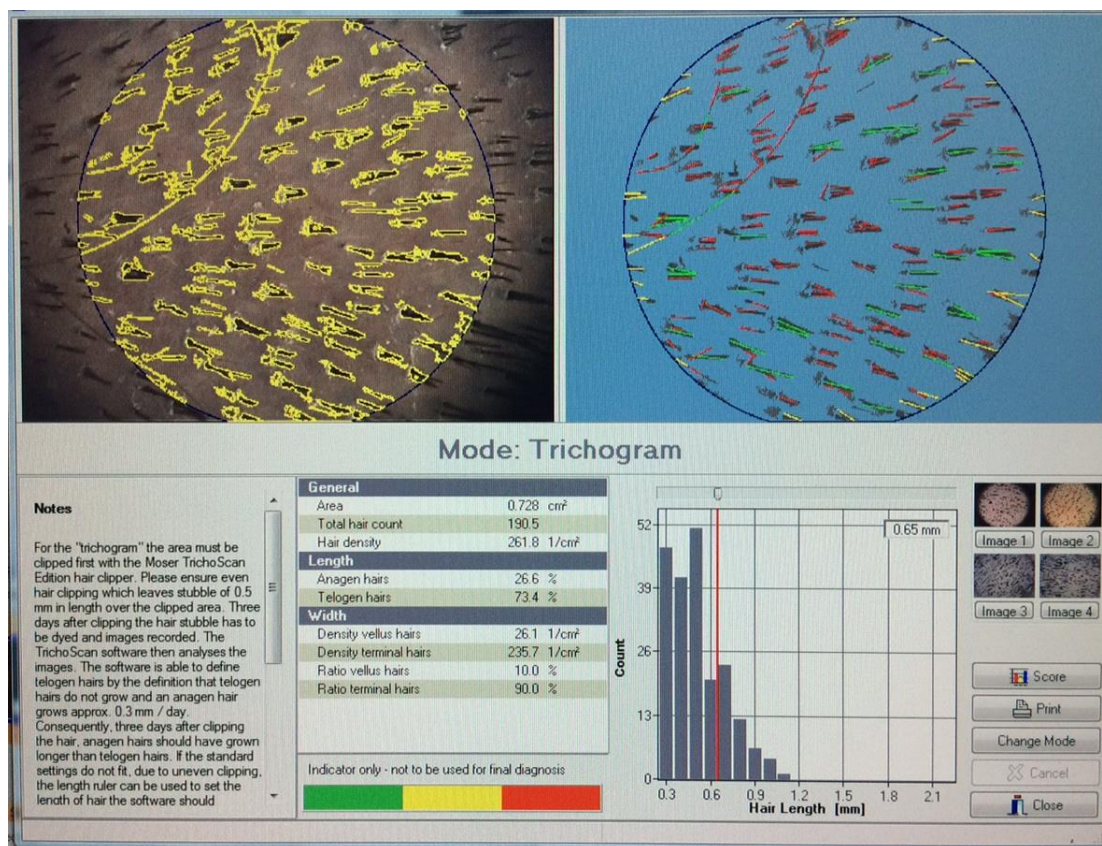 Mode: Trichogram
Notes
For the "trichogram" the area must be
clipped first with the Moser TrichoScan
Edition hair clipper. Please ensure even
hair clipping which leaves stubble of 0.5
mm in length over the clipped area. Three
days after clipping the hair stubble has to
be dyed and images recorded. The
TrichoScan software then analyses the
images. The software is able to define
telogen hairs by the definition that telogen
hairs do not grow and an anagen hair
grows approx. 0.3 mm / day.
Consequently, three days after clipping
the hair, anagen hairs should have grown
longer than telogen hairs. If the standard
settings do not fit, due to uneven clipping,
the length ruler can be used to set the
length of hair the software should
General
Area 0.728 cm²
Total hair count 190.5
Hair density 261.8 1/cm²
Length
Anagen hairs 26.6 %
Telogen hairs 73.4 %
Width
Density vellus hairs 26.1 1/cm²
Density terminal hairs 235.7 1/cm²
Ratio vellus hairs 10.0 %
Ratio terminal hairs 90.0 %
Indicator only - not to be used for final diagnosis
0.65 mm
52
39
26
13
0
Count
0.3 0.6 0.9 1.2 1.5 1.8 2.1
Hair Length [mm]
Image 1 Image 2
Image 3 Image 4
Score
Print
Change Mode
Cancel
Close